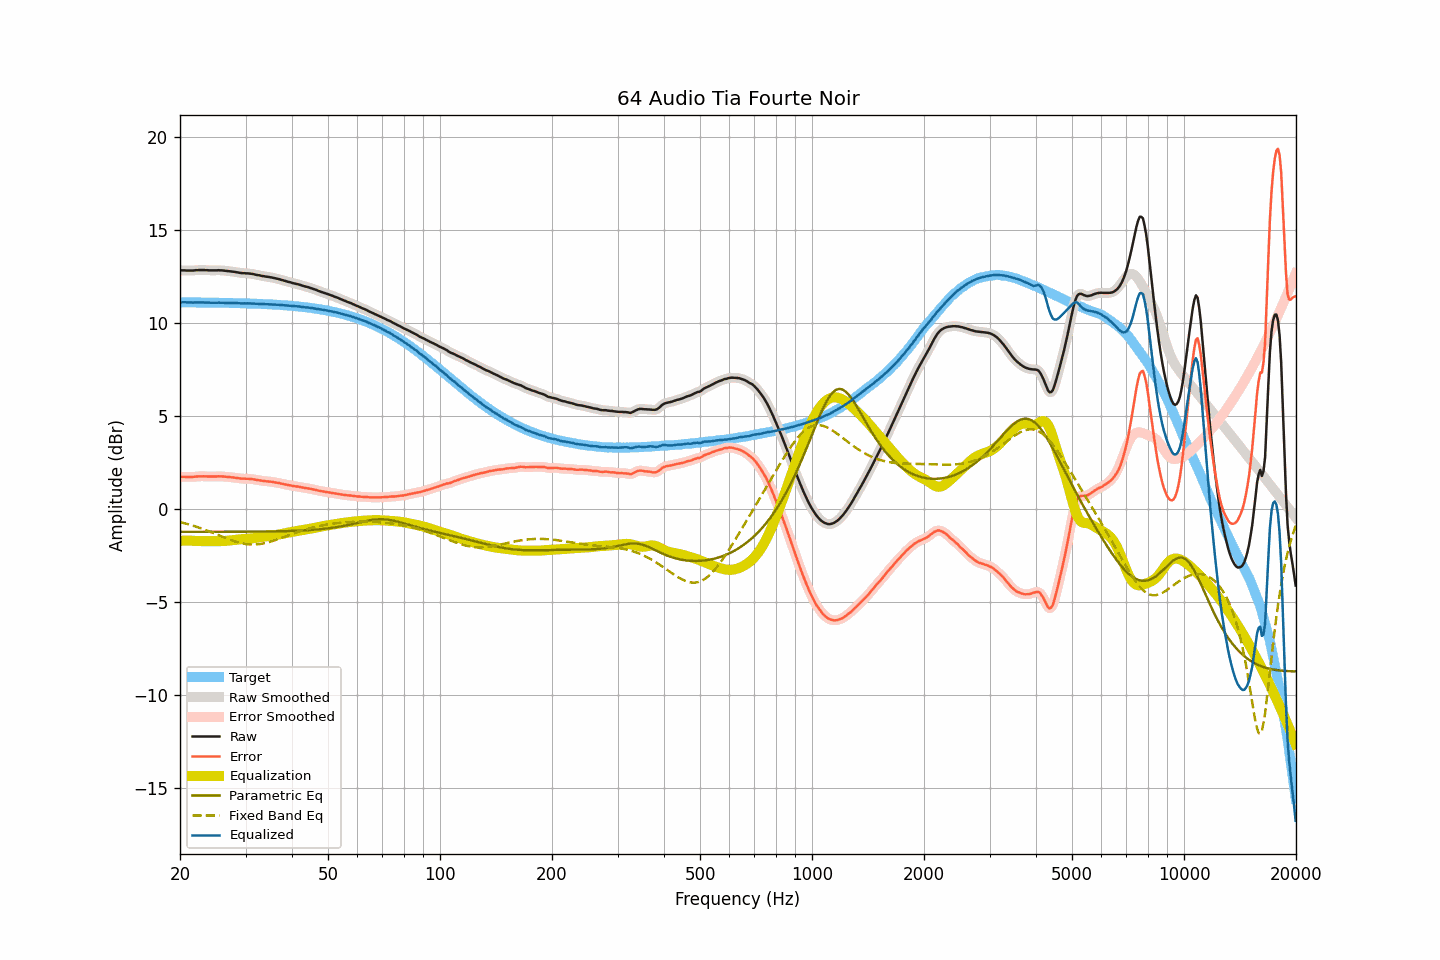 64 Audio Tia Fourte Noir
20
15
10
5
0
−5
−10
−15
Amplitude (dBr)
Target
Raw Smoothed
Error Smoothed
Raw
Error
Equalization
Parametric Eq
Fixed Band Eq
Equalized
20 50 100 200 500 1000 2000 5000 10000 20000
Frequency (Hz)